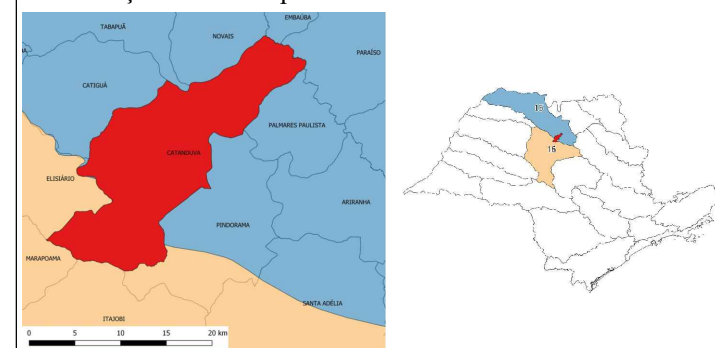 TABAPUÃ
NOVAIS
EMBAÚBA
PARAÍSO
CATIGUÁ
PALMARES PAULISTA
CATANDUVA
ELISIÁRIO
ARIRANHA
PINDORAMA
MARAPOAMA
SANTA ADÉLIA
ITAJOBI
0 5 10 15 20 km
15
16